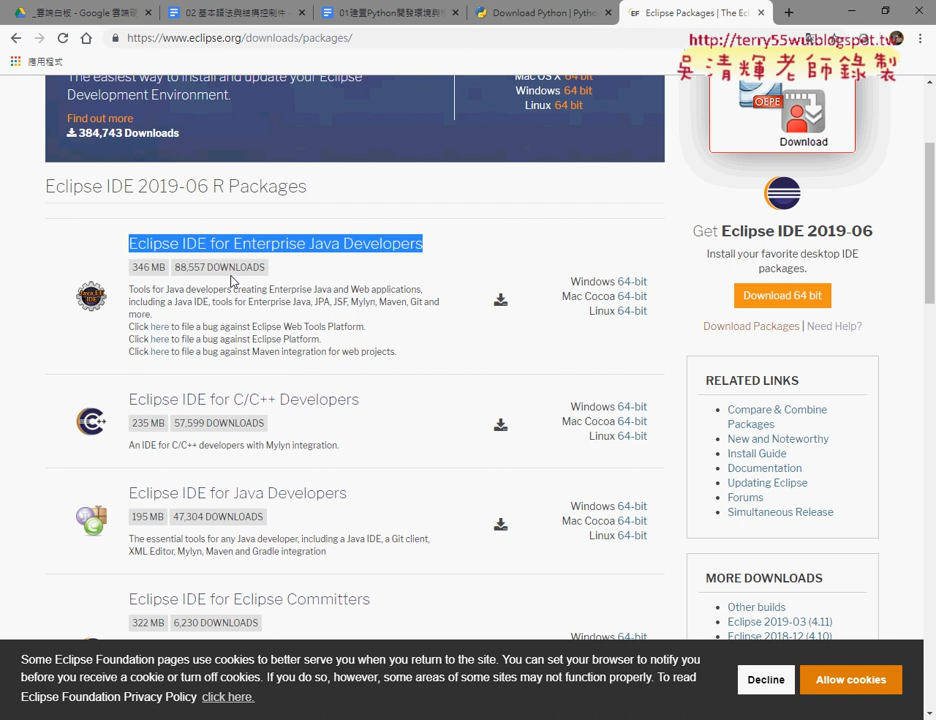 _雲端白板 - Google 雲端硬
02 基本語法與結構控制件 -
01建置Python開發環境與
Download Python | Pytho
Eclipse Packages | The Ec
https://www.eclipse.org/downloads/packages/
應用程式
http://terry55wu.blogspot.tw
吳清輝老師錄製
The easiest way to install and update your Eclipse
Development Environment.
Find out more
384,743 Downloads
Mac OS X 64 bit
Windows 64 bit
Linux 64 bit
OEPE
Download
Eclipse IDE 2019-06 R Packages
Eclipse IDE for Enterprise Java Developers
346 MB 88,557 DOWNLOADS
Tools for Java developers creating Enterprise Java and Web applications,
including a Java IDE, tools for Enterprise Java, JPA, JSF, Mylyn, Maven, Git and
more.
Click here to file a bug against Eclipse Web Tools Platform.
Click here to file a bug against Eclipse Platform.
Click here to file a bug against Maven integration for web projects.
Java EE
IDE
Windows 64-bit
Mac Cocoa 64-bit
Linux 64-bit
Eclipse IDE for C/C++ Developers
235 MB 57,599 DOWNLOADS
An IDE for C/C++ developers with Mylyn integration.
C++
Windows 64-bit
Mac Cocoa 64-bit
Linux 64-bit
Eclipse IDE for Java Developers
195 MB 47,304 DOWNLOADS
The essential tools for any Java developer, including a Java IDE, a Git client,
XML Editor, Mylyn, Maven and Gradle integration
Windows 64-bit
Mac Cocoa 64-bit
Linux 64-bit
Eclipse IDE for Eclipse Committers
322 MB 6,230 DOWNLOADS
Windows 64-bit
Get Eclipse IDE 2019-06
Install your favorite desktop IDE
packages.
Download 64 bit
Download Packages | Need Help?
RELATED LINKS
Compare & Combine
Packages
New and Noteworthy
Install Guide
Documentation
Updating Eclipse
Forums
Simultaneous Release
MORE DOWNLOADS
Other builds
Eclipse 2019-03 (4.11)
Eclipse 2018-12 (4.10)
Some Eclipse Foundation pages use cookies to better serve you when you return to the site. You can set your browser to notify you
before you receive a cookie or turn off cookies. If you do so, however, some areas of some sites may not function properly. To read
Eclipse Foundation Privacy Policy click here.
Decline
Allow cookies